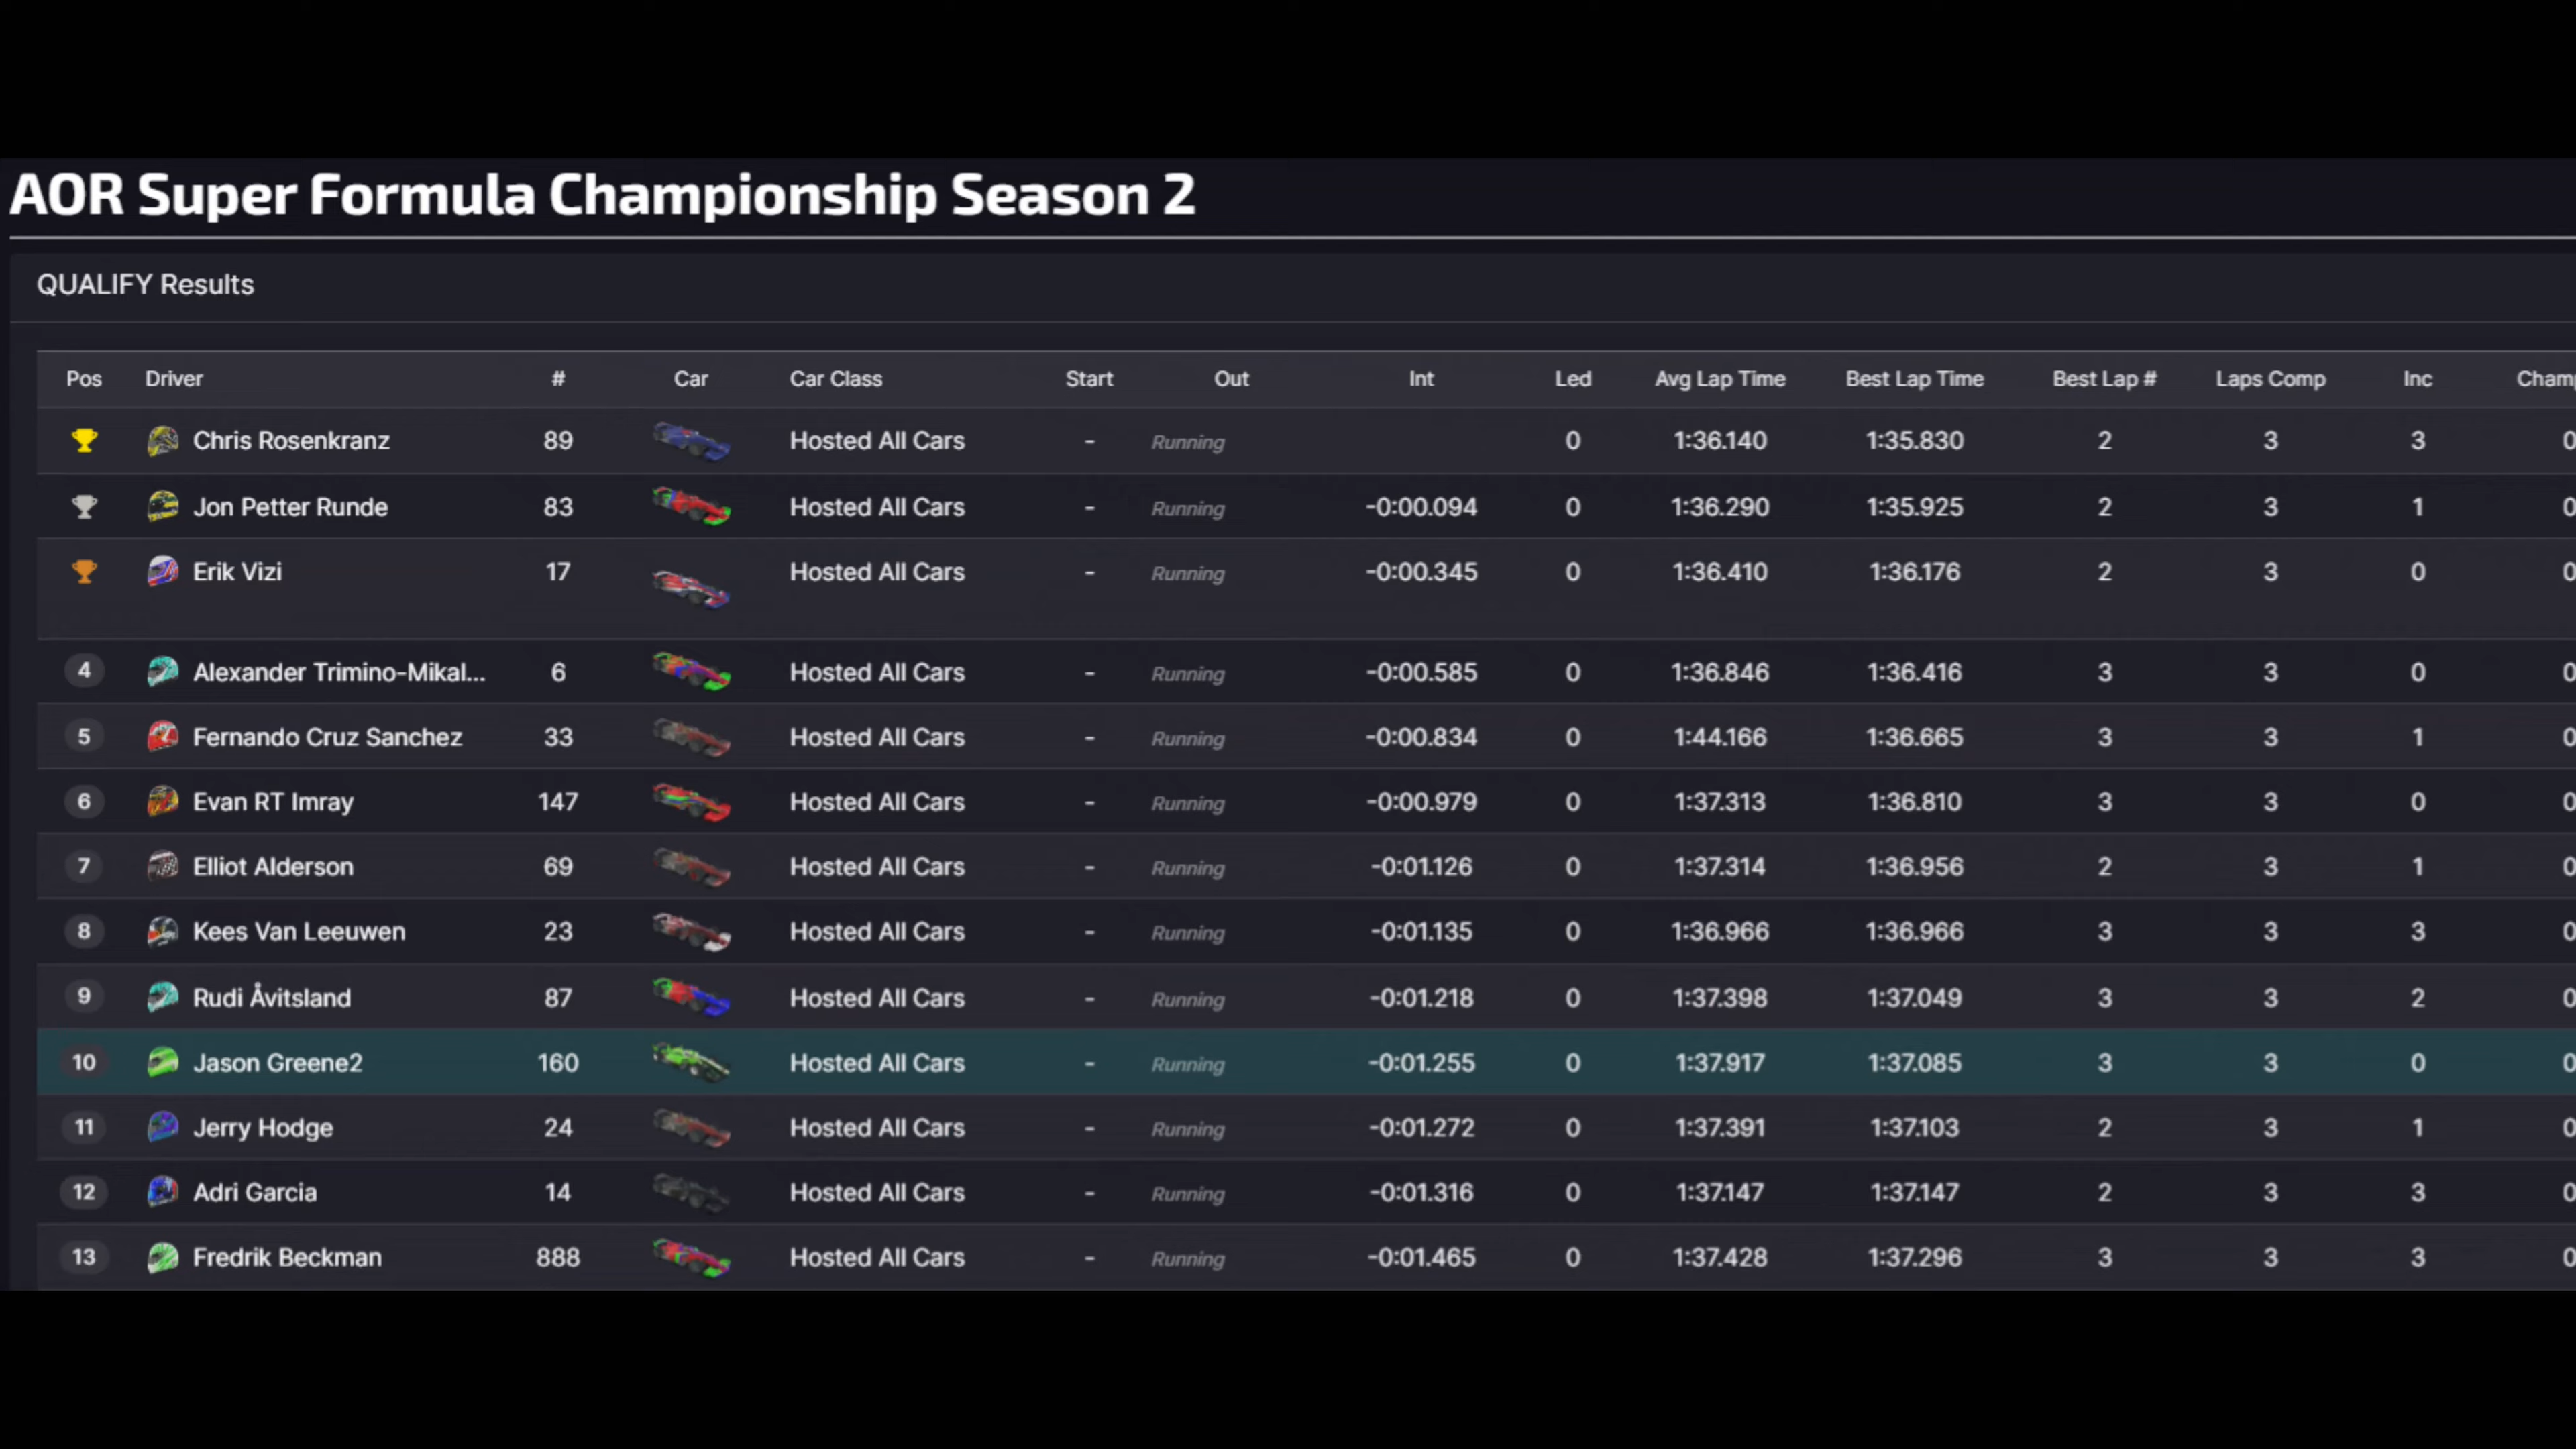 AOR Super Formula Championship Season 2
QUALIFY Results
Pos Driver # Car Car Class Start Out Int Led Avg Lap Time Best Lap Time Best Lap # Laps Comp Inc
Chris Rosenkranz 89 Hosted All Cars - Running 0 1:36.140 1:35.830 2 3 3 0
Jon Petter Runde 83 Hosted All Cars - Running -0:00.094 0 1:36.290 1:35.925 2 3 1 0
Erik Vizi 17 Hosted All Cars - Running -0:00.345 0 1:36.410 1:36.176 2 3 0 0
4 Alexander Trimino-Mikal... 6 Hosted All Cars - Running -0:00.585 0 1:36.846 1:36.416 3 3 0 0
5 Fernando Cruz Sanchez 33 Hosted All Cars - Running -0:00.834 0 1:44.166 1:36.665 3 3 1 0
6 Evan RT Imray 147 Hosted All Cars - Running -0:00.979 0 1:37.313 1:36.810 3 3 0 0
7 Elliot Alderson 69 Hosted All Cars - Running -0:01.126 0 1:37.314 1:36.956 2 3 1 0
8 Kees Van Leeuwen 23 Hosted All Cars - Running -0:01.135 0 1:36.966 1:36.966 3 3 3 0
9 Rudi Åvitsland 87 Hosted All Cars - Running -0:01.218 0 1:37.398 1:37.049 3 3 2 0
10 Jason Greene2 160 Hosted All Cars - Running -0:01.255 0 1:37.917 1:37.085 3 3 0 0
11 Jerry Hodge 24 Hosted All Cars - Running -0:01.272 0 1:37.391 1:37.103 2 3 1 0
12 Adri Garcia 14 Hosted All Cars - Running -0:01.316 0 1:37.147 1:37.147 2 3 3 0
13 Fredrik Beckman 888 Hosted All Cars - Running -0:01.465 0 1:37.428 1:37.296 3 3 3 0